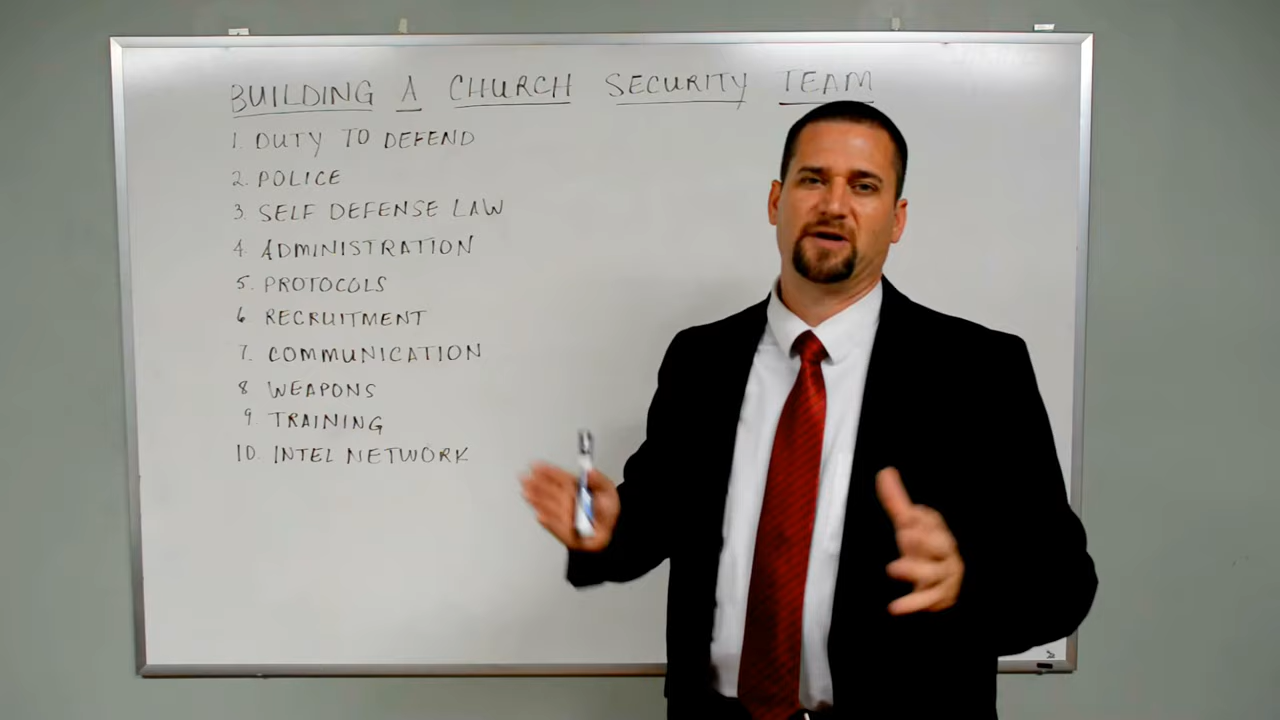 BUILDING A CHURCH SECURITY TEAM
1. DUTY TO DEFEND
2. POLICE
3. SELF DEFENSE LAW
4. ADMINISTRATION
5. PROTOCOLS
6 RECRUITMENT
7. COMMUNICATION
8 WEAPONS
9. TRAINING
10. INTEL NETWORK